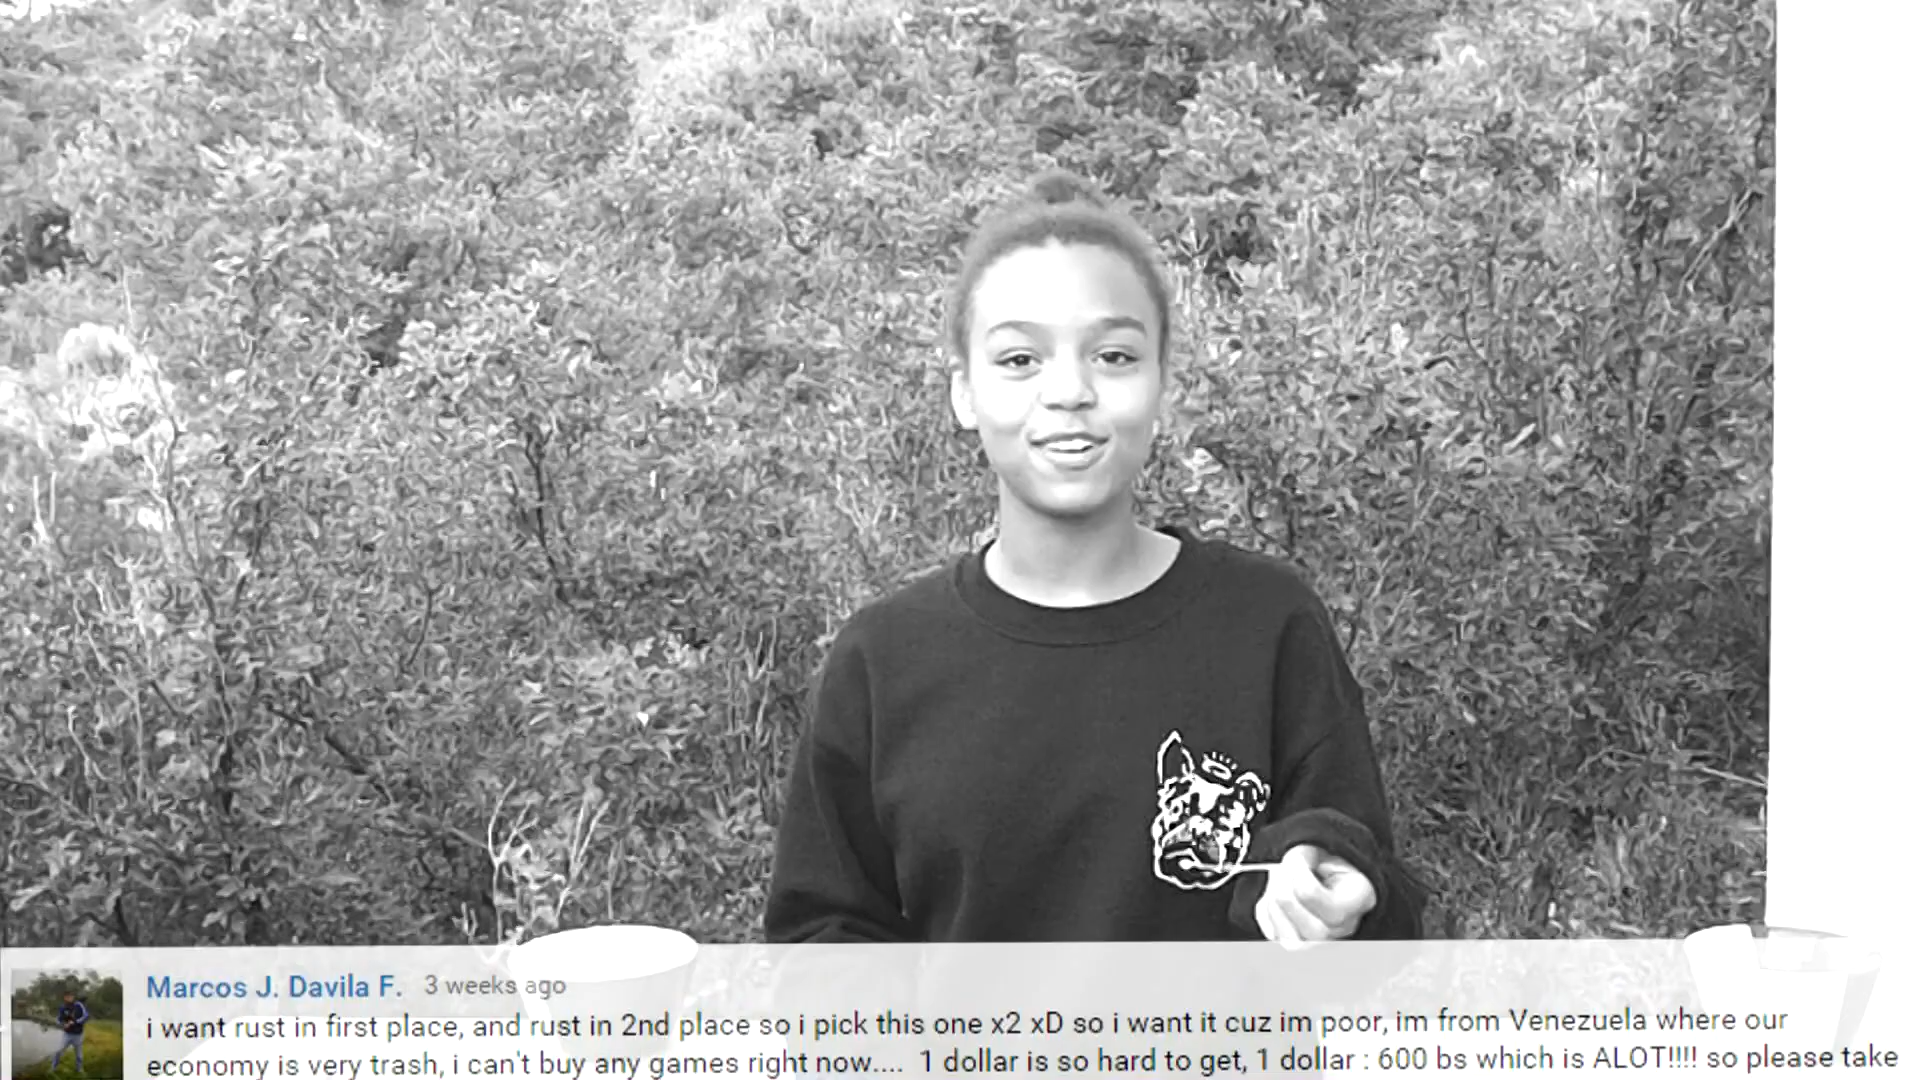 Marcos J. Davila F. 3 weeks ago
i want rust in first place, and rust in 2nd place so i pick this one x2 xD so i want it cuz im poor, im from Venezuela where our
economy is very trash, i can't buy any games right now.... 1 dollar is so hard to get, 1 dollar : 600 bs which is ALOT!!!! so please take